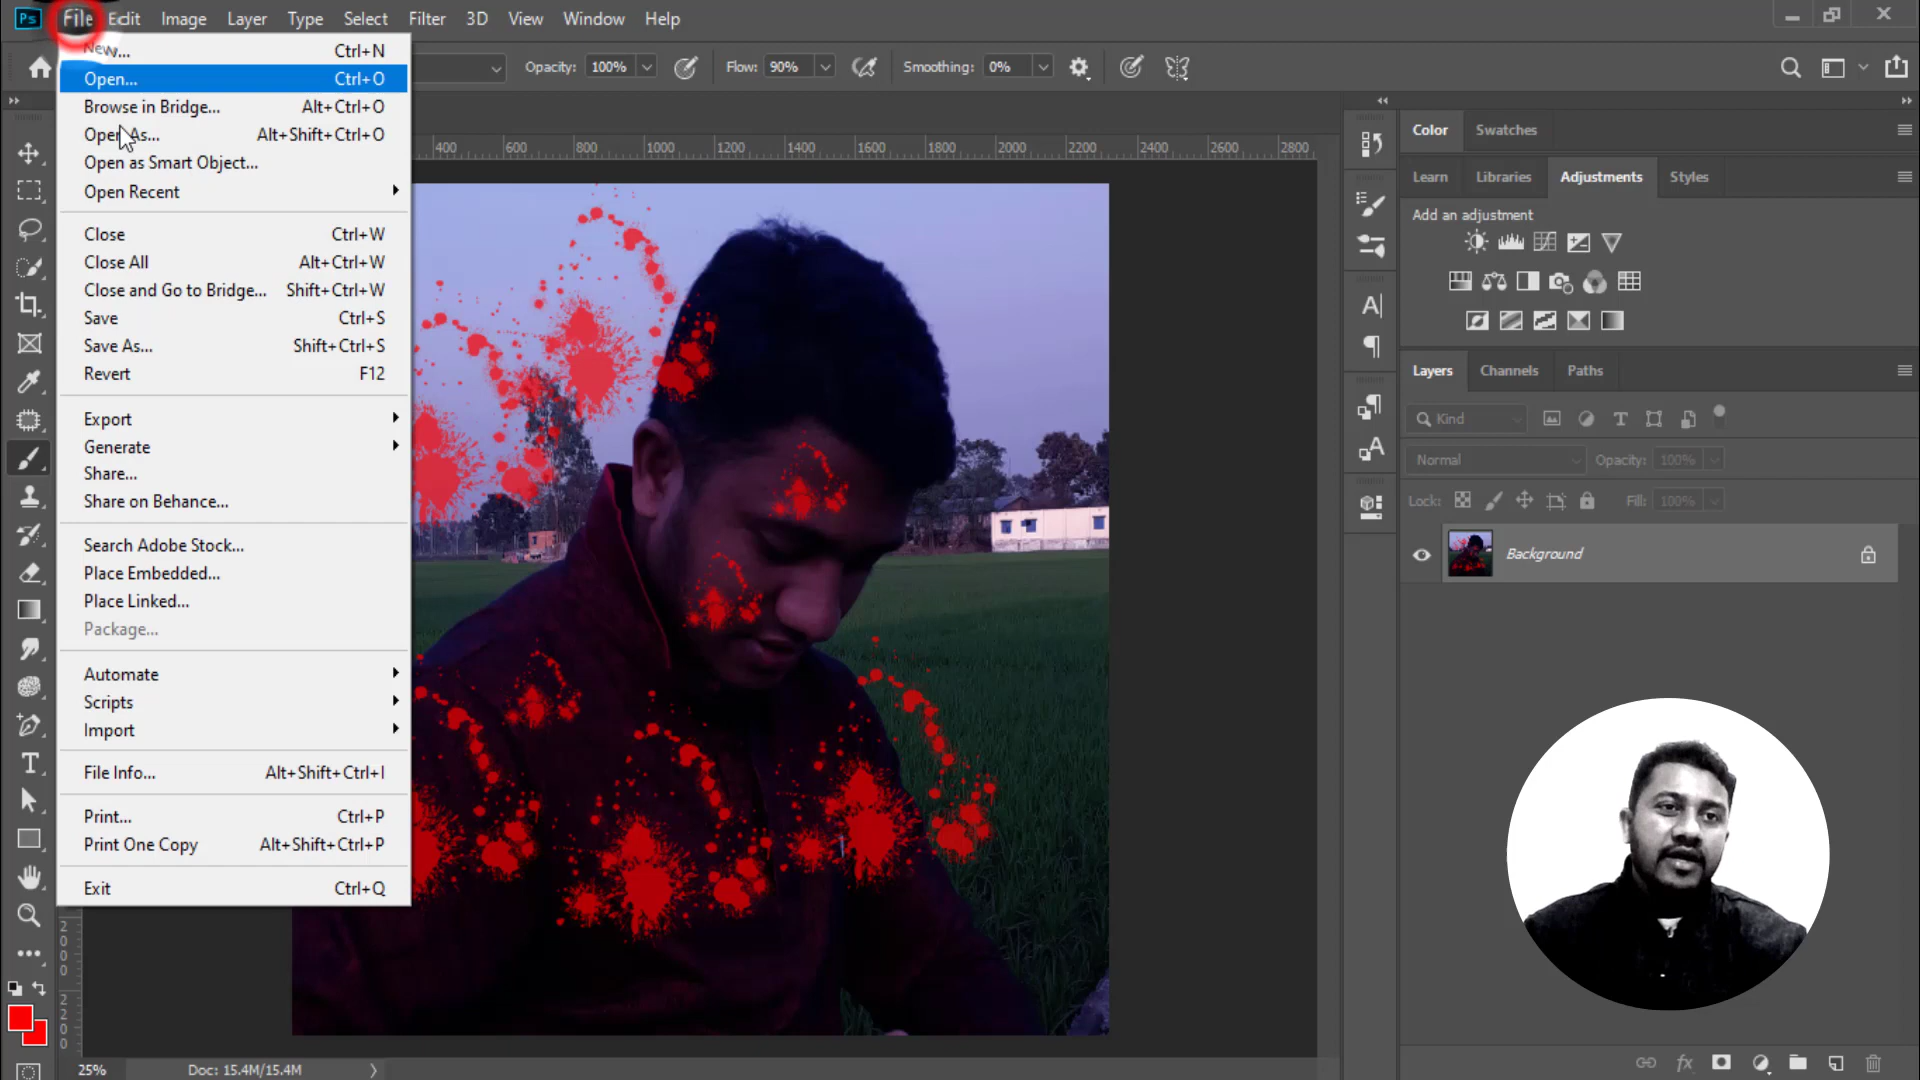 Ps File Edit Image Layer Type Select Filter 3D View Window Help
Opacity: 100% Flow: 90% Smoothing: 0%
New... Ctrl+N
Open... Ctrl+O
Browse in Bridge... Alt+Ctrl+O
Open As... Alt+Shift+Ctrl+O
Open as Smart Object...
Open Recent
Close Ctrl+W
Close All Alt+Ctrl+W
Close and Go to Bridge... Shift+Ctrl+W
Save Ctrl+S
Save As... Shift+Ctrl+S
Revert F12
Export
Generate
Share...
Share on Behance...
Search Adobe Stock...
Place Embedded...
Place Linked...
Package...
Automate
Scripts
Import
File Info... Alt+Shift+Ctrl+I
Print... Ctrl+P
Print One Copy Alt+Shift+Ctrl+P
Exit Ctrl+Q
400 600 800 1000 1200 1400 1600 1800 2000 2200 2400 2600 2800
Color Swatches
Learn Libraries Adjustments Styles
Add an adjustment
Layers Channels Paths
Kind
Normal Opacity: 100%
Lock: Fill: 100%
Background
2000
2200
25% Doc: 15.4M/15.4M